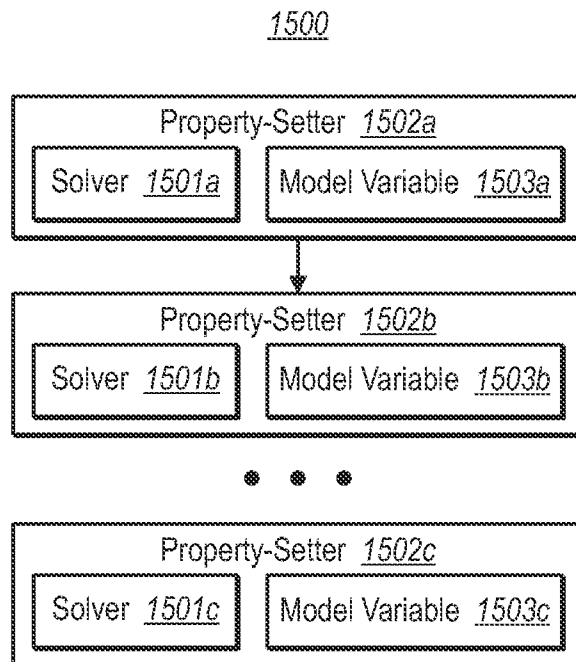 1500
Property-Setter 1502a
Solver 1501a Model Variable 1503a
Property-Setter 1502b
Solver 1501b Model Variable 1503b
Property-Setter 1502c
Solver 1501c Model Variable 1503c